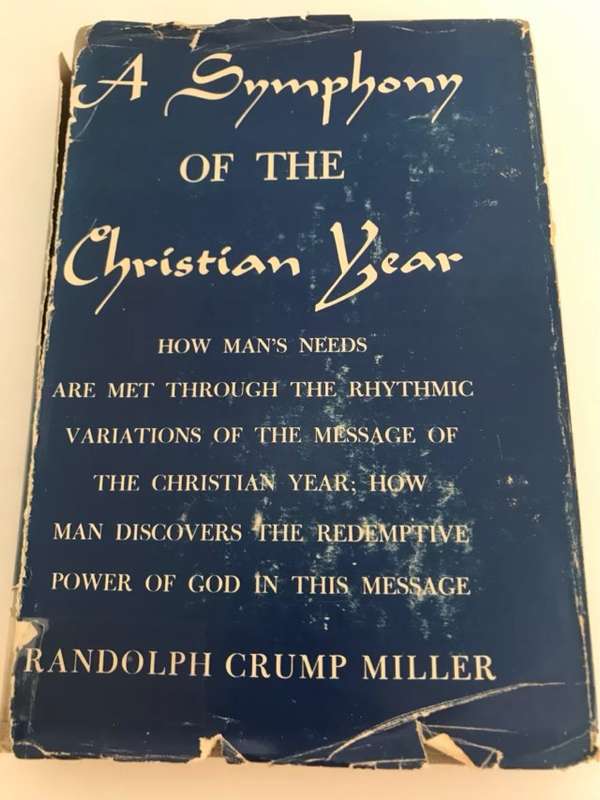 A Symphony
OF THE
Christian Year
HOW MAN'S NEEDS
ARE MET THROUGH THE RHYTHMIC
VARIATIONS OF THE MESSAGE OF
THE CHRISTIAN YEAR; HOW
MAN DISCOVERS THE REDEMPTIVE
POWER OF GOD IN THIS MESSAGE
RANDOLPH CRUMP MILLER